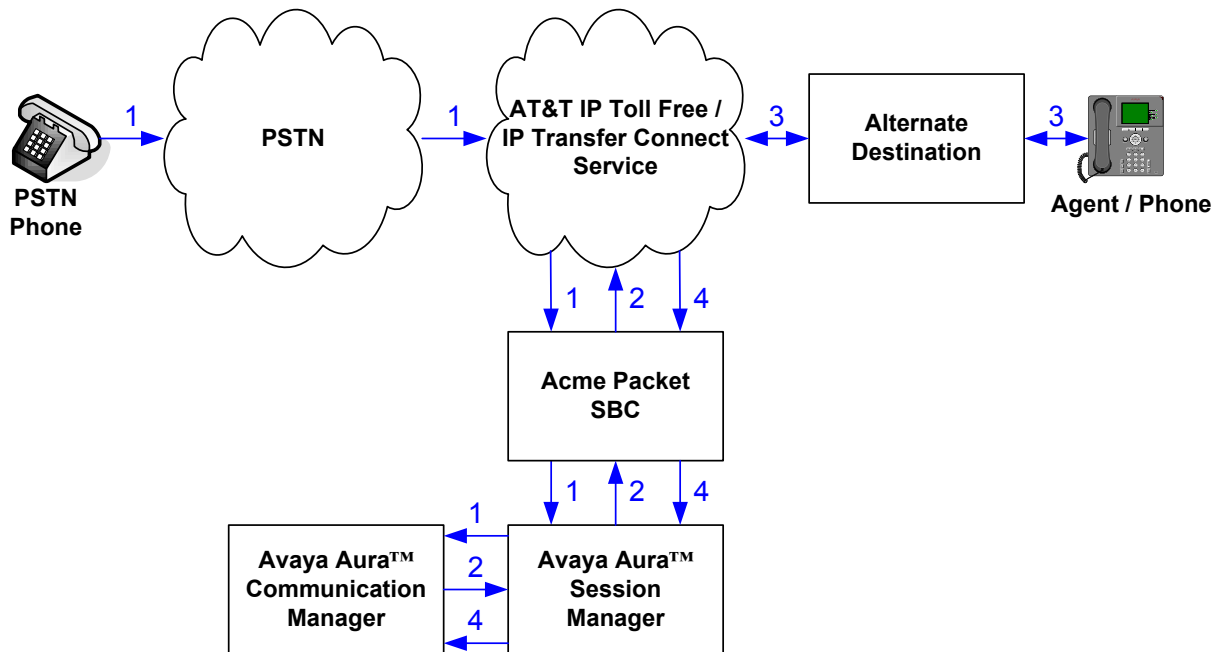 1
PSTN
Phone
PSTN
1
AT&T IP Toll Free /
IP Transfer Connect
Service
3
Alternate
Destination
3
Agent / Phone
1
2
4
Acme Packet
SBC
1
2
4
Avaya Aura™
Communication
Manager
1
2
4
Avaya Aura™
Session
Manager